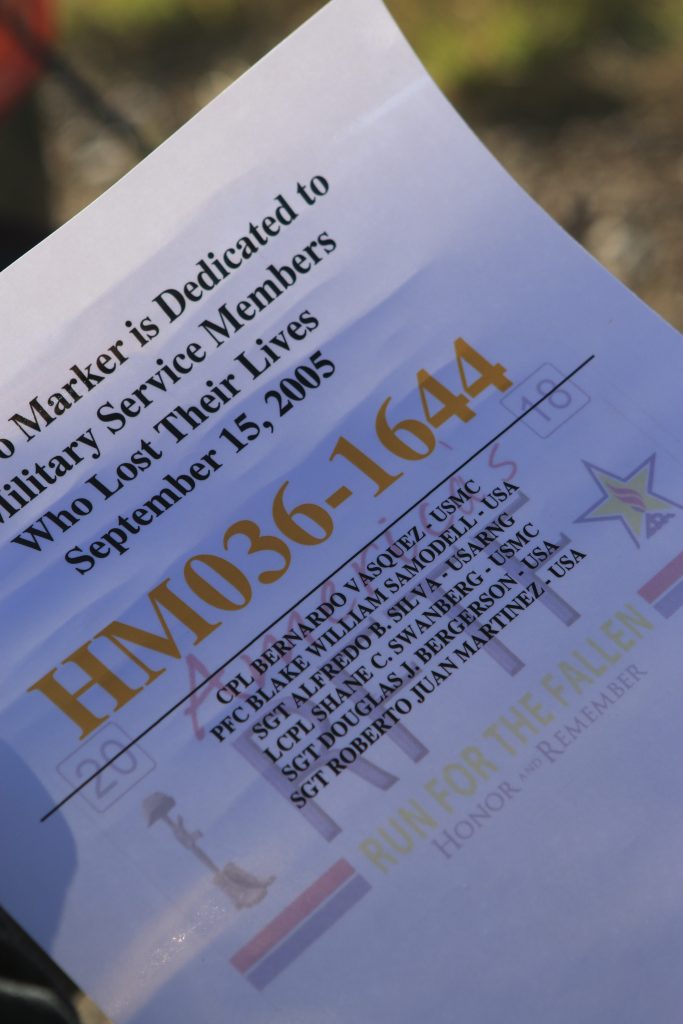 o Marker is Dedicated to
Military Service Members
Who Lost Their Lives
September 15, 2005
HM036-1644
CPL BERNARDO VASQUEZ - USMC
PFC BLAKE WILLIAM SAMODELL - USA
SGT ALFREDO B. SILVA - USARNG
LCPL SHANE C. SWANBERG - USMC
SGT DOUGLAS J. BERGERSON - USA
SGT ROBERTO JUAN MARTINEZ - USA
20 18
America's
RFTF
RUN FOR THE FALLEN
HONOR AND REMEMBER